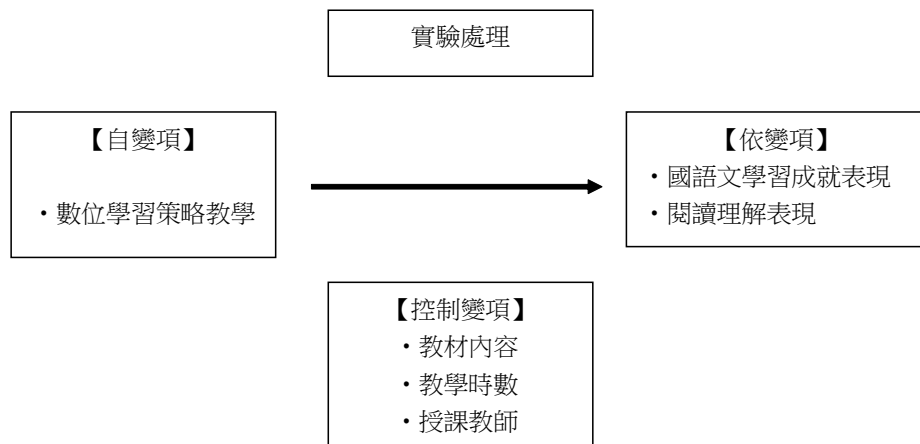 實驗處理
【自變項】
・數位學習策略教學
【依變項】
・國語文學習成就表現
・閱讀理解表現
【控制變項】
・教材內容
・教學時數
・授課教師